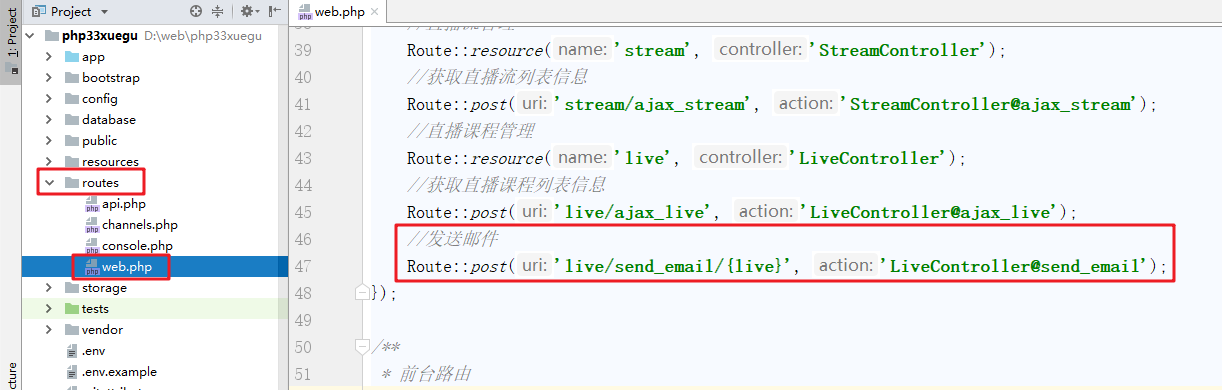 1: Project
Project
php33xuegu D:\web\php33xuegu
app
bootstrap
config
database
public
resources
routes
api.php
channels.php
console.php
web.php
storage
tests
vendor
.env
.env.example
web.php
39 Route::resource( name: 'stream', controller: 'StreamController');
40 //获取直播流列表信息
41 Route::post( uri: 'stream/ajax_stream', action: 'StreamController@ajax_stream');
42 //直播课程管理
43 Route::resource( name: 'live', controller: 'LiveController');
44 //获取直播课程列表信息
45 Route::post( uri: 'live/ajax_live', action: 'LiveController@ajax_live');
46 //发送邮件
47 Route::post( uri: 'live/send_email/{live}', action: 'LiveController@send_email');
48 });
49
50 /**
51 * 前台路由